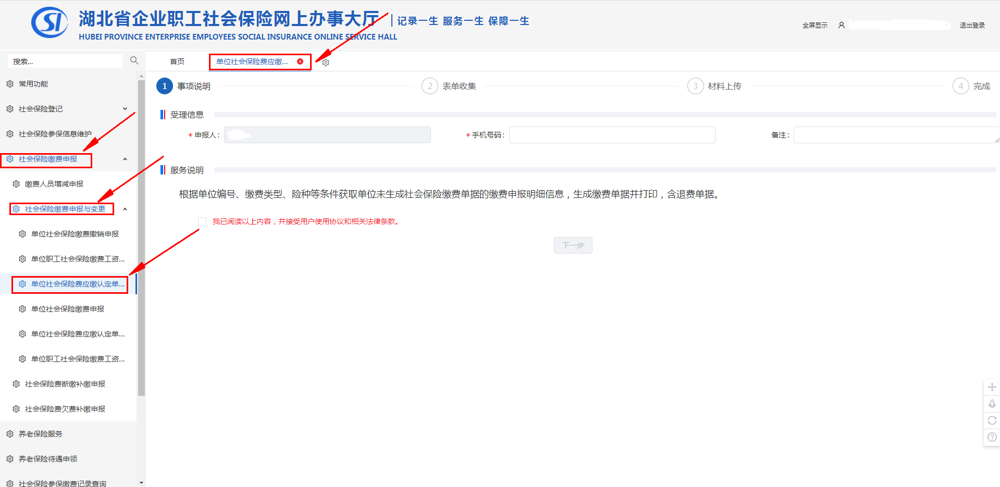 SI
湖北省企业职工社会保险网上办事大厅
记录一生 服务一生 保障一生
HUBEI PROVINCE ENTERPRISE EMPLOYEES SOCIAL INSURANCE ONLINE SERVICE HALL
全屏显示
退出登录
搜索...
首页
单位社会保险费应缴...
常用功能
社会保险登记
社会保险参保信息维护
社会保险缴费申报
缴费人员增减申报
社会保险缴费申报与变更
单位社会保险缴费撤销申报
单位职工社会保险缴费工资...
单位社会保险费应缴认定单...
单位社会保险缴费申报
单位社会保险费应缴认定单...
单位职工社会保险缴费工资...
社会保险费断缴补缴申报
社会保险费欠费补缴申报
养老保险服务
养老保险待遇申领
社会保险参保缴费记录查询
1 事项说明
2 表单收集
3 材料上传
4 完成
受理信息
*申报人：
*手机号码：
备注：
服务说明
根据单位编号、缴费类型、险种等条件获取单位未生成社会保险缴费单据的缴费申报明细信息，生成缴费单据并打印，含退费单据。
我已阅读以上内容，并接受用户使用协议和相关法律条款。
下一步